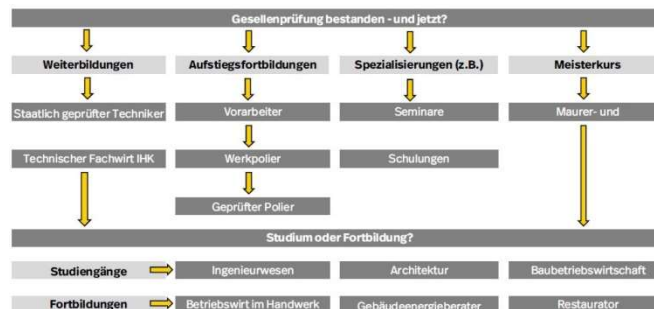 Gesellenprüfung bestanden - und jetzt?
Weiterbildungen Aufstiegsfortbildungen Spezialisierungen (z.B.) Meisterkurs
Staatlich geprüfter Techniker Vorarbeiter Seminare Maurer- und
Technischer Fachwirt IHK Werkpolier Schulungen
Geprüfter Polier
Studium oder Fortbildung?
Studiengänge Ingenieurwesen Architektur Baubetriebswirtschaft
Fortbildungen Betriebswirt im Handwerk Gebäudeenergieberater Restaurator